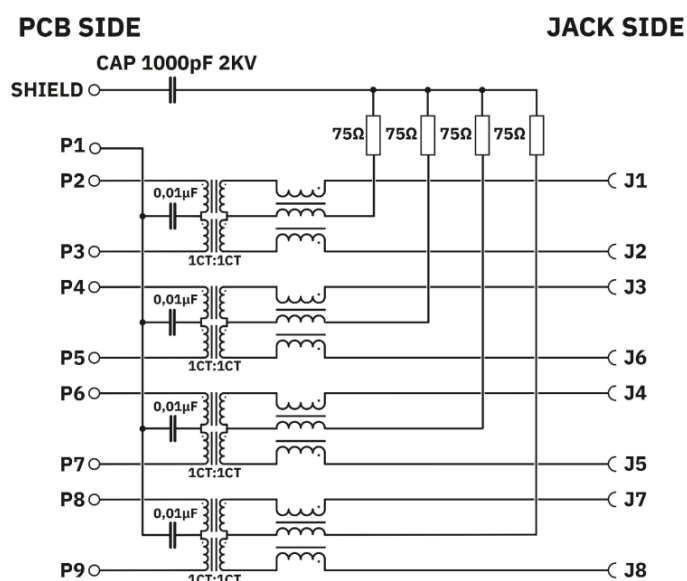 PCB SIDE
JACK SIDE
CAP 1000pF 2KV
SHIELD
75Ω 75Ω 75Ω 75Ω
P1
P2
0,01µF
J1
P3
1CT:1CT
J2
P4
0,01µF
J3
P5
1CT:1CT
J6
P6
0,01µF
J4
P7
1CT:1CT
J5
P8
0,01µF
J7
P9
1CT:1CT
J8